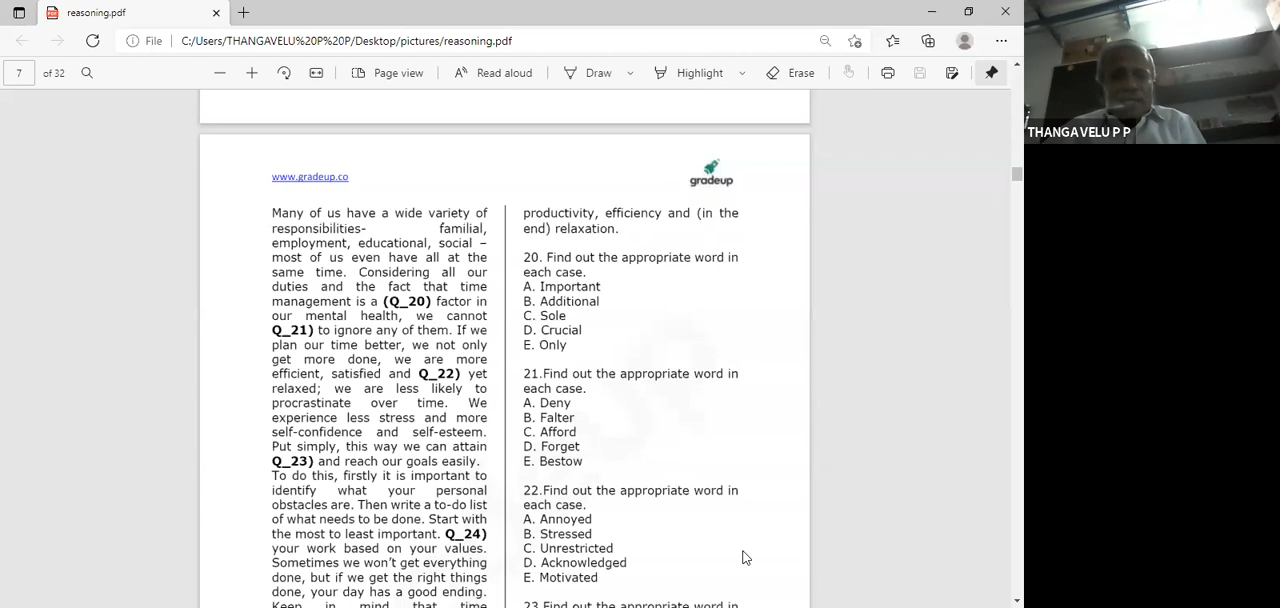 reasoning.pdf
File
C:/Users/THANGAVELU%20P%20P/Desktop/pictures/reasoning.pdf
7 of 32
Page view
Read aloud
Draw
Highlight
Erase
THANGAVELU P P
www.gradeup.co
gradeup
Many of us have a wide variety of
responsibilities- familial,
employment, educational, social –
most of us even have all at the
same time. Considering all our
duties and the fact that time
management is a (Q_20) factor in
our mental health, we cannot
Q_21) to ignore any of them. If we
plan our time better, we not only
get more done, we are more
efficient, satisfied and Q_22) yet
relaxed; we are less likely to
procrastinate over time. We
experience less stress and more
self-confidence and self-esteem.
Put simply, this way we can attain
Q_23) and reach our goals easily.
To do this, firstly it is important to
identify what your personal
obstacles are. Then write a to-do list
of what needs to be done. Start with
the most to least important. Q_24)
your work based on your values.
Sometimes we won't get everything
done, but if we get the right things
done, your day has a good ending.
Keep in mind that time
productivity, efficiency and (in the
end) relaxation.
20. Find out the appropriate word in
each case.
A. Important
B. Additional
C. Sole
D. Crucial
E. Only
21.Find out the appropriate word in
each case.
A. Deny
B. Falter
C. Afford
D. Forget
E. Bestow
22.Find out the appropriate word in
each case.
A. Annoyed
B. Stressed
C. Unrestricted
D. Acknowledged
E. Motivated
23.Find out the appropriate word in